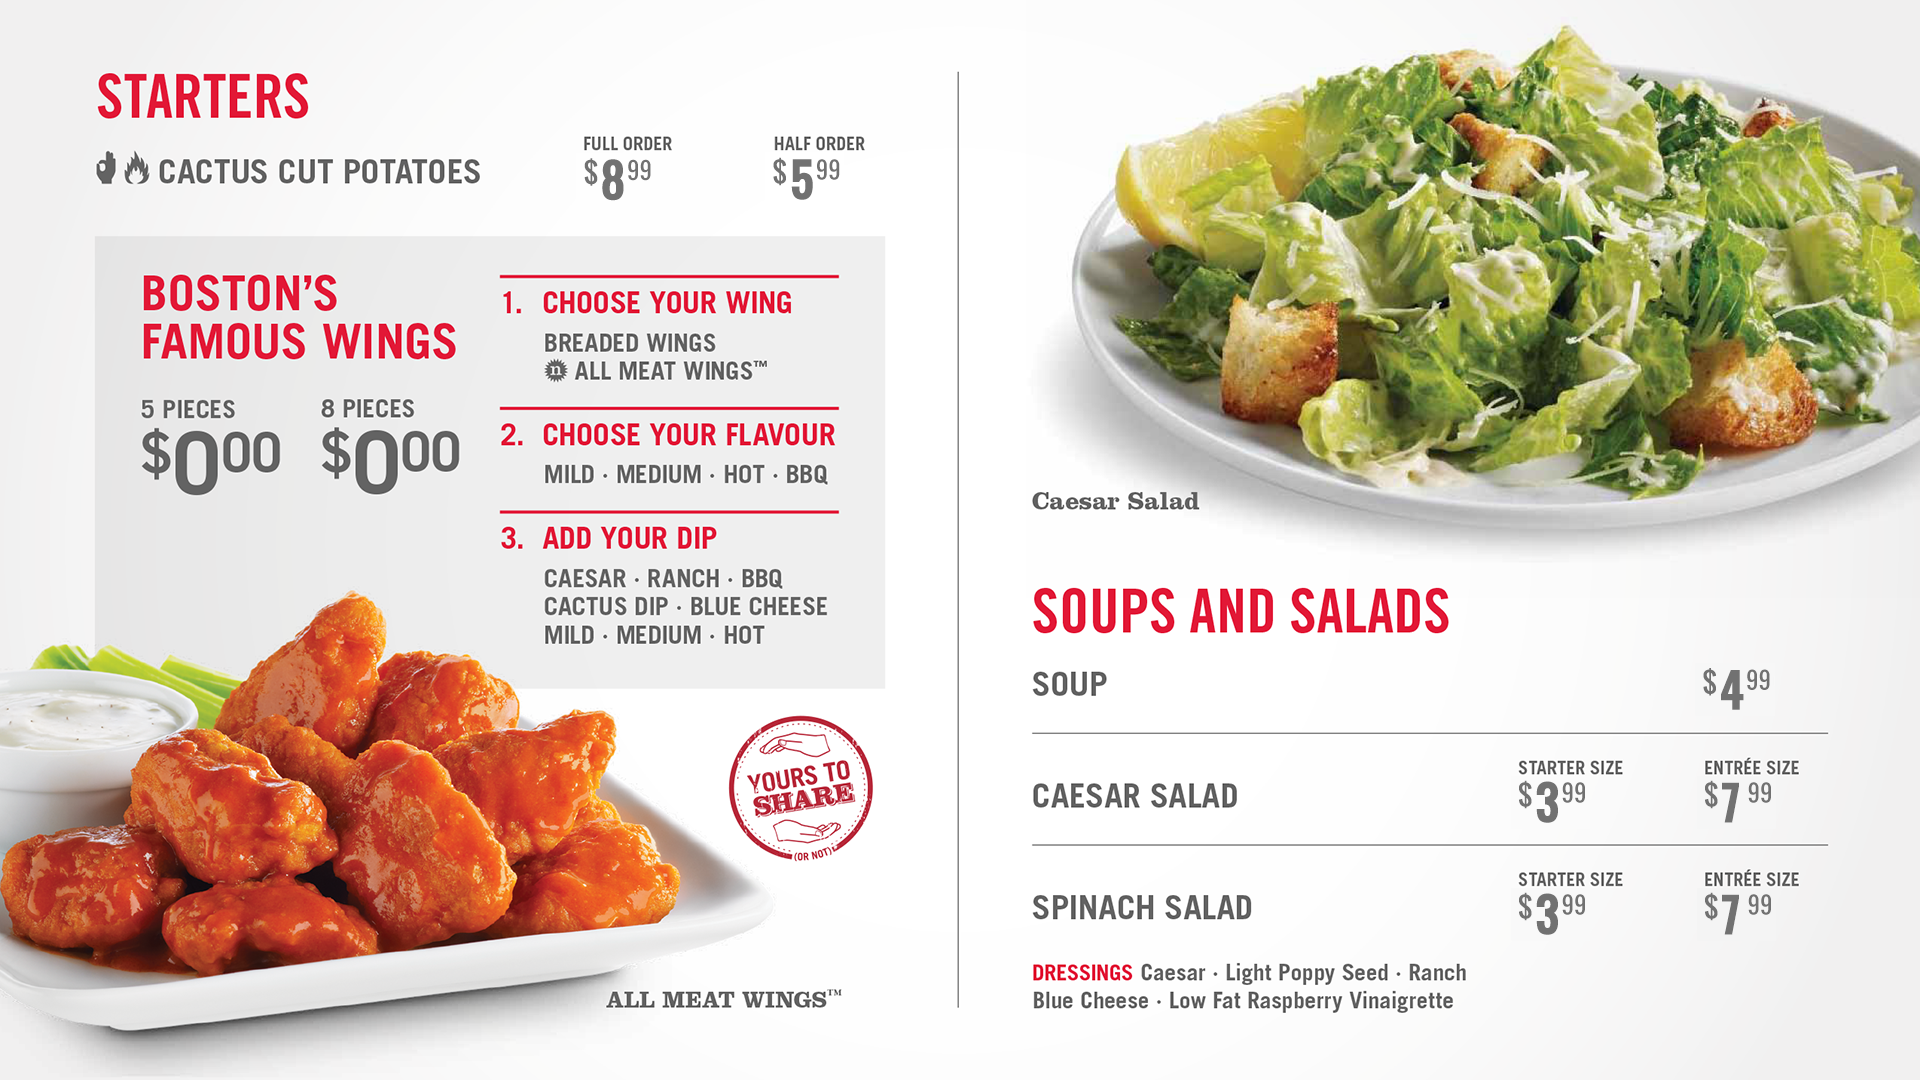 STARTERS
CACTUS CUT POTATOES
FULL ORDER
$8 99
HALF ORDER
$5 99
BOSTON'S
FAMOUS WINGS
5 PIECES
$0 00
8 PIECES
$0 00
1. CHOOSE YOUR WING
BREADED WINGS
n ALL MEAT WINGS™
2. CHOOSE YOUR FLAVOUR
MILD · MEDIUM · HOT · BBQ
3. ADD YOUR DIP
CAESAR · RANCH · BBQ
CACTUS DIP · BLUE CHEESE
MILD · MEDIUM · HOT
YOURS TO
SHARE
(OR NOT)
ALL MEAT WINGS™
Caesar Salad
SOUPS AND SALADS
SOUP
$4 99
CAESAR SALAD
STARTER SIZE
$3 99
ENTRÉE SIZE
$7 99
SPINACH SALAD
STARTER SIZE
$3 99
ENTRÉE SIZE
$7 99
DRESSINGS Caesar · Light Poppy Seed · Ranch
Blue Cheese · Low Fat Raspberry Vinaigrette